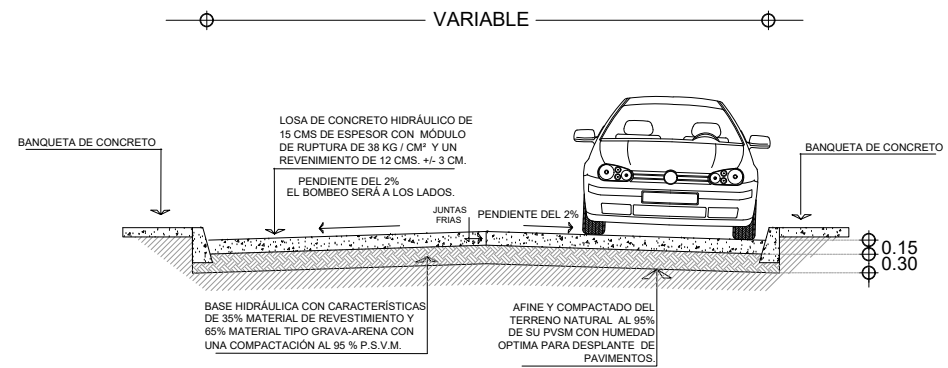 VARIABLE
LOSA DE CONCRETO HIDRÁULICO DE
15 CMS DE ESPESOR CON MÓDULO
DE RUPTURA DE 38 KG / CM² Y UN
REVENIMIENTO DE 12 CMS. +/- 3 CM.
BANQUETA DE CONCRETO
BANQUETA DE CONCRETO
PENDIENTE DEL 2%
EL BOMBEO SERÁ A LOS LADOS.
JUNTAS
FRIAS
PENDIENTE DEL 2%
0.15
0.30
BASE HIDRÁULICA CON CARACTERÍSTICAS
DE 35% MATERIAL DE REVESTIMIENTO Y
65% MATERIAL TIPO GRAVA-ARENA CON
UNA COMPACTACIÓN AL 95 % P.S.V.M.
AFINE Y COMPACTADO DEL
TERRENO NATURAL AL 95%
DE SU PVSM CON HUMEDAD
OPTIMA PARA DESPLANTE DE
PAVIMENTOS.